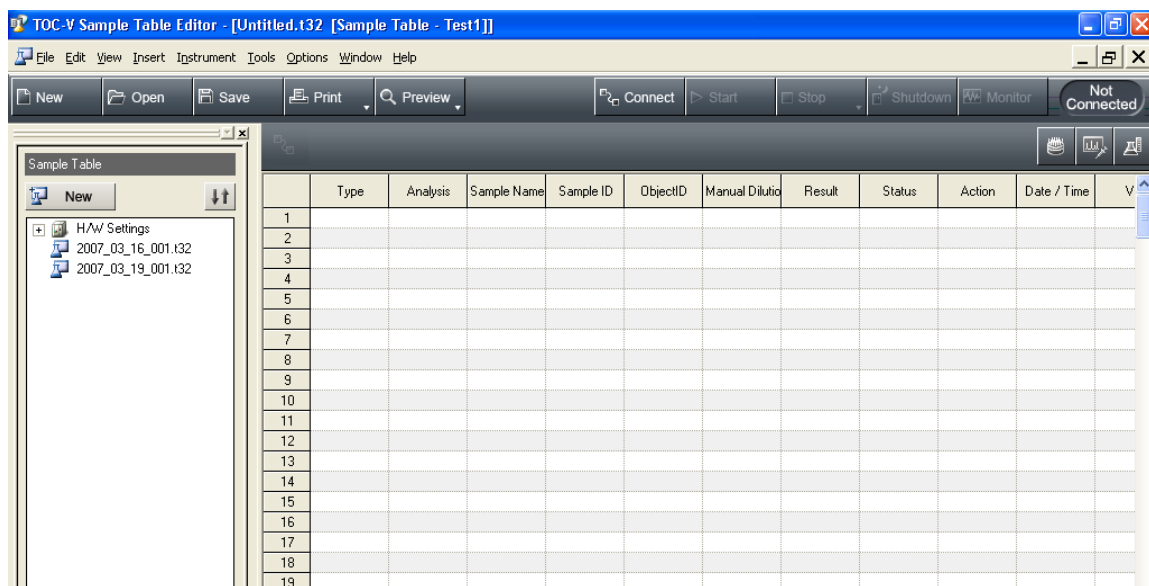 TOC-V Sample Table Editor - [Untitled.t32 [Sample Table - Test1]]
File Edit View Insert Instrument Tools Options Window Help
New Open Save Print Preview Connect Start Stop Shutdown Monitor Not Connected
Sample Table
New
H/W Settings
2007_03_16_001.t32
2007_03_19_001.t32
Type Analysis Sample Name Sample ID ObjectID Manual Dilutio Result Status Action Date / Time V
1
2
3
4
5
6
7
8
9
10
11
12
13
14
15
16
17
18
19